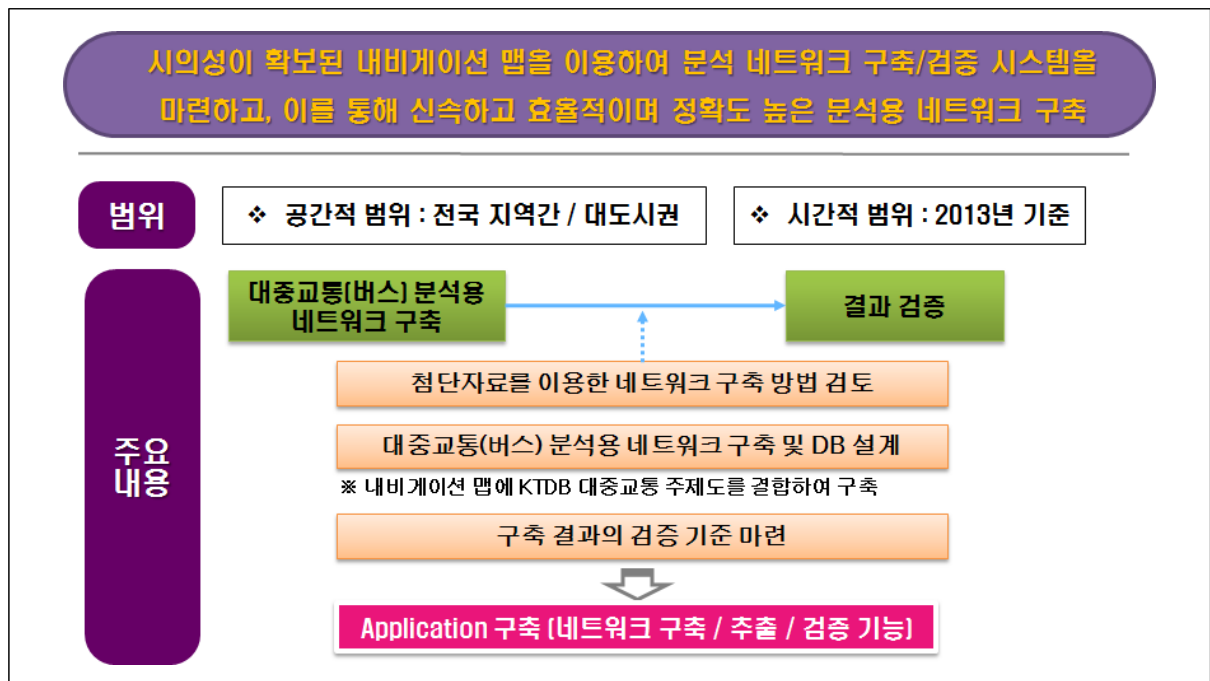 시의성이 확보된 내비게이션 맵을 이용하여 분석 네트워크 구축/검증 시스템을
마련하고, 이를 통해 신속하고 효율적이며 정확도 높은 분석용 네트워크 구축
범위
❖ 공간적 범위 : 전국 지역간 / 대도시권
❖ 시간적 범위 : 2013년 기준
주요
내용
대중교통(버스) 분석용
네트워크 구축
결과 검증
첨단자료를 이용한 네트워크 구축 방법 검토
대중교통(버스) 분석용 네트워크 구축 및 DB 설계
※ 내비게이션 맵에 KTDB 대중교통 주제도를 결합하여 구축
구축 결과의 검증 기준 마련
Application 구축 (네트워크 구축 / 추출 / 검증 기능)